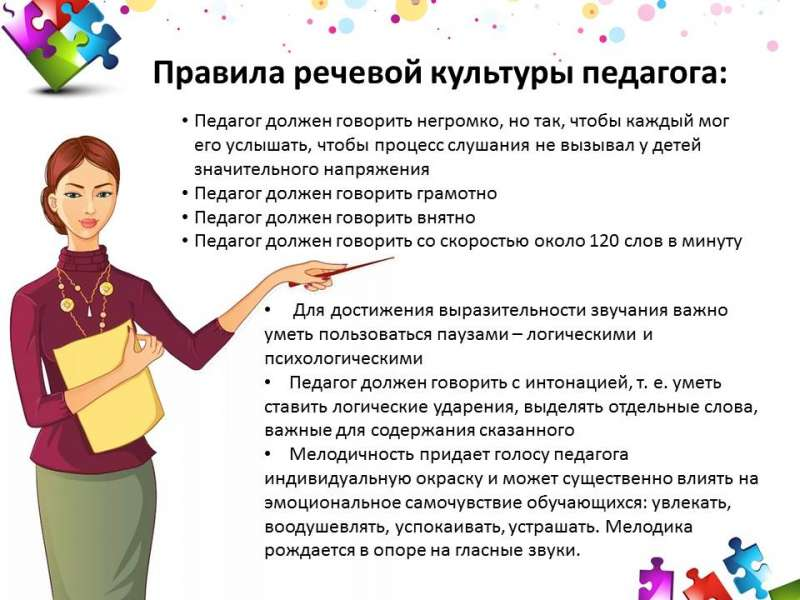 Правила речевой культуры педагога:
• Педагог должен говорить негромко, но так, чтобы каждый мог
его услышать, чтобы процесс слушания не вызывал у детей
значительного напряжения
• Педагог должен говорить грамотно
• Педагог должен говорить внятно
• Педагог должен говорить со скоростью около 120 слов в минуту
• Для достижения выразительности звучания важно
уметь пользоваться паузами – логическими и
психологическими
• Педагог должен говорить с интонацией, т. е. уметь
ставить логические ударения, выделять отдельные слова,
важные для содержания сказанного
• Мелодичность придает голосу педагога
индивидуальную окраску и может существенно влиять на
эмоциональное самочувствие обучающихся: увлекать,
воодушевлять, успокаивать, устрашать. Мелодика
рождается в опоре на гласные звуки.